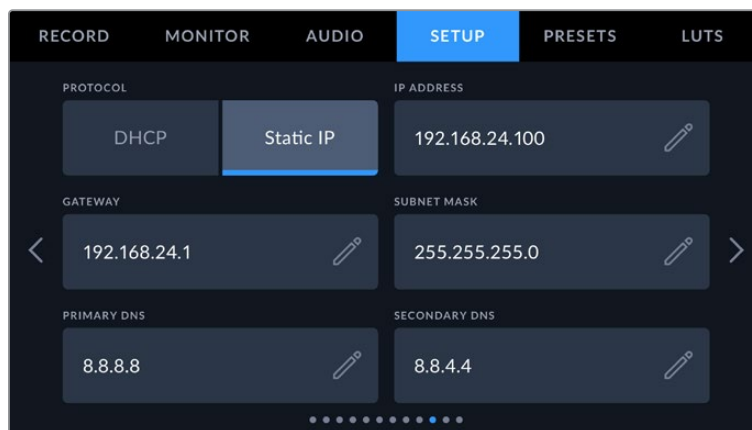 RECORD MONITOR AUDIO SETUP PRESETS LUTS
PROTOCOL IP ADDRESS
DHCP Static IP 192.168.24.100
GATEWAY SUBNET MASK
192.168.24.1 255.255.255.0
PRIMARY DNS SECONDARY DNS
8.8.8.8 8.8.4.4